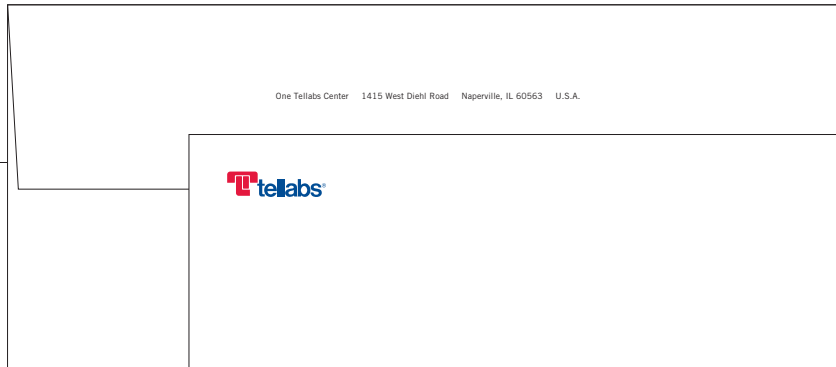 One Tellabs Center 1415 West Diehl Road Naperville, IL 60563 U.S.A.
tellabs®